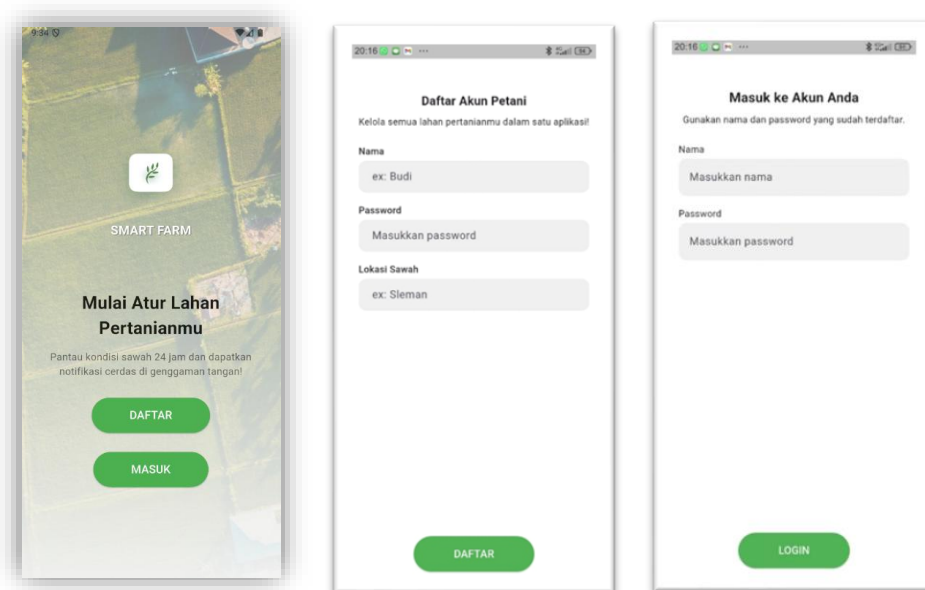 9:34
SMART FARM
Mulai Atur Lahan
Pertanianmu
Pantau kondisi sawah 24 jam dan dapatkan
notifikasi cerdas di genggaman tangan!
DAFTAR
MASUK
20:16
Daftar Akun Petani
Kelola semua lahan pertanianmu dalam satu aplikasi!
Nama
ex: Budi
Password
Masukkan password
Lokasi Sawah
ex: Sleman
DAFTAR
20:16
Masuk ke Akun Anda
Gunakan nama dan password yang sudah terdaftar.
Nama
Masukkan nama
Password
Masukkan password
LOGIN